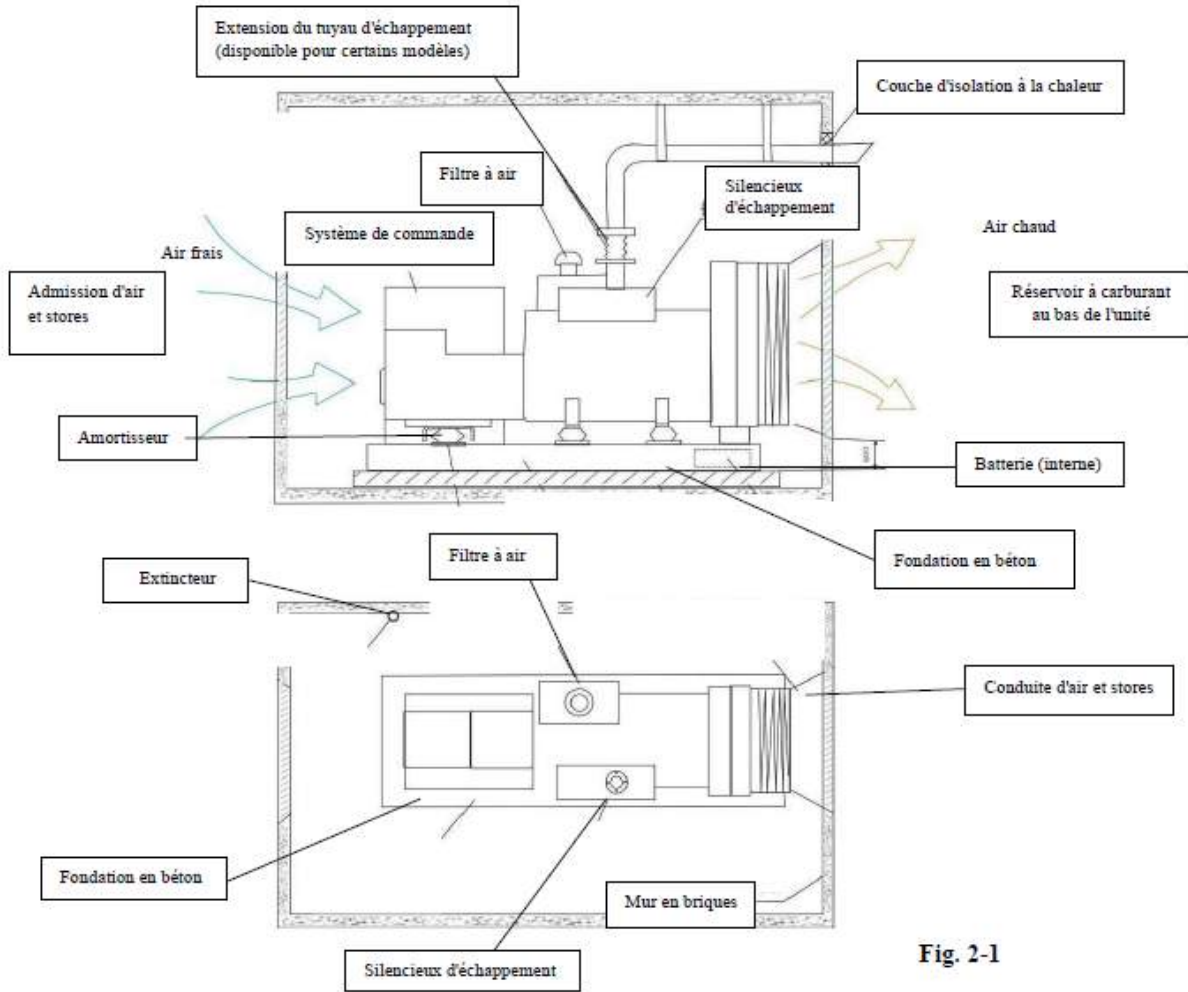 Extension du tuyau d'échappement
(disponible pour certains modèles)
Couche d'isolation à la chaleur
Filtre à air
Silencieux
d'échappement
Système de commande
Air frais
Air chaud
Admission d'air
et stores
Réservoir à carburant
au bas de l'unité
Amortisseur
Batterie (interne)
Fondation en béton
Filtre à air
Extincteur
Conduite d'air et stores
Fondation en béton
Mur en briques
Silencieux d'échappement
Fig. 2-1